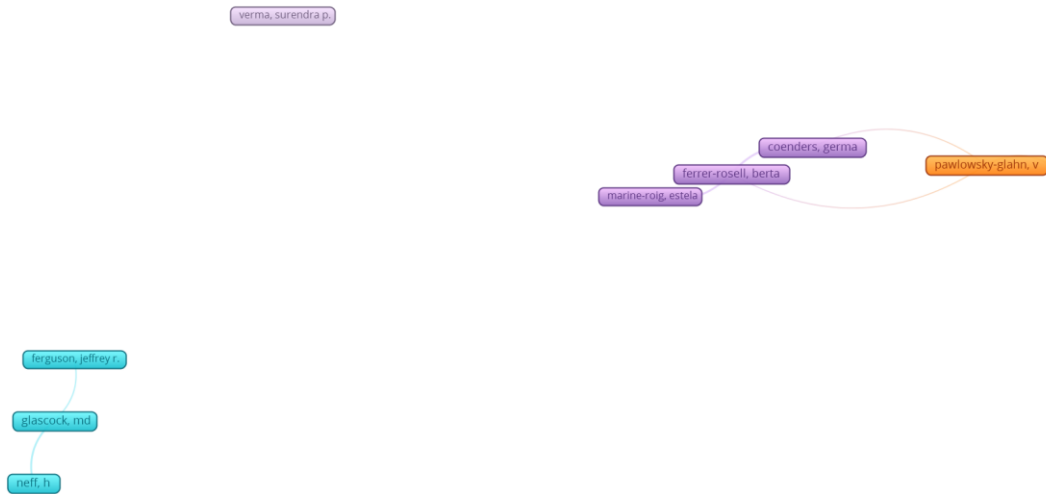 verma, surendra p.
coenders, germa
pawlowsky-glahn, v
ferrer-rosell, berta
marine-roig, estela
ferguson, jeffrey r.
glascock, md
neff, h